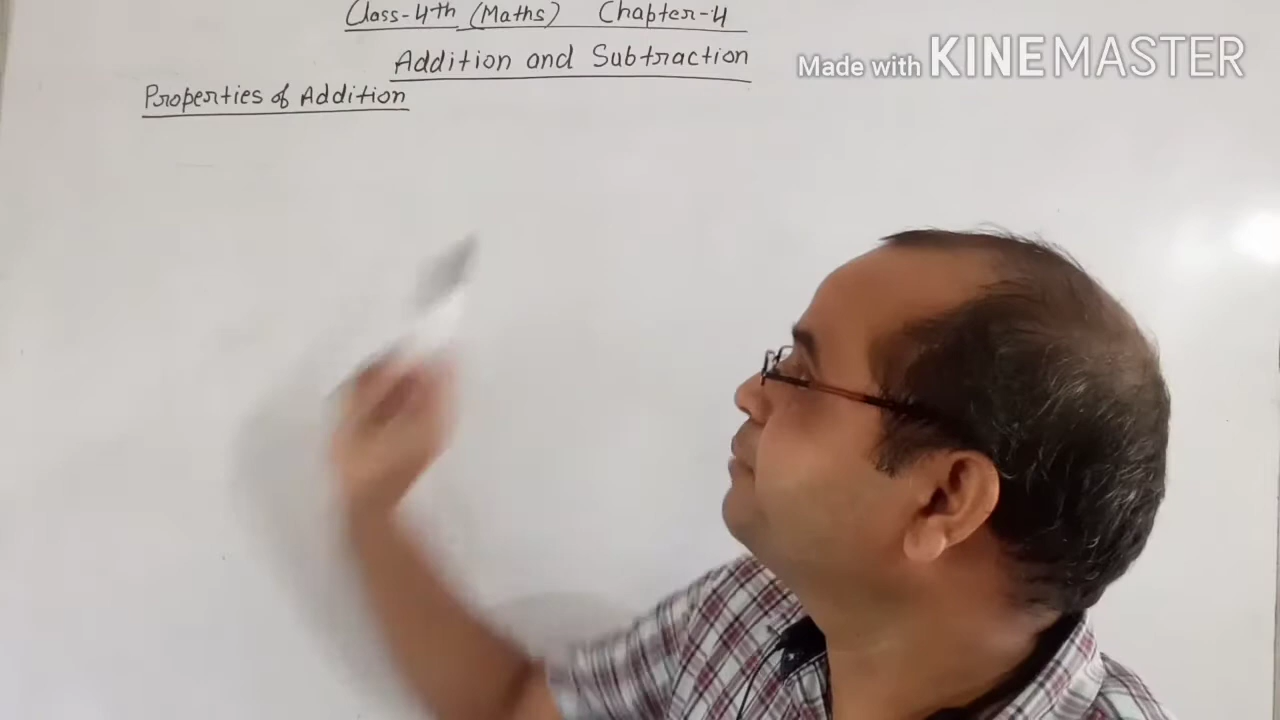 Class-4th (Maths) Chapter-4
Addition and Subtraction
Properties of Addition
Made with KINEMASTER